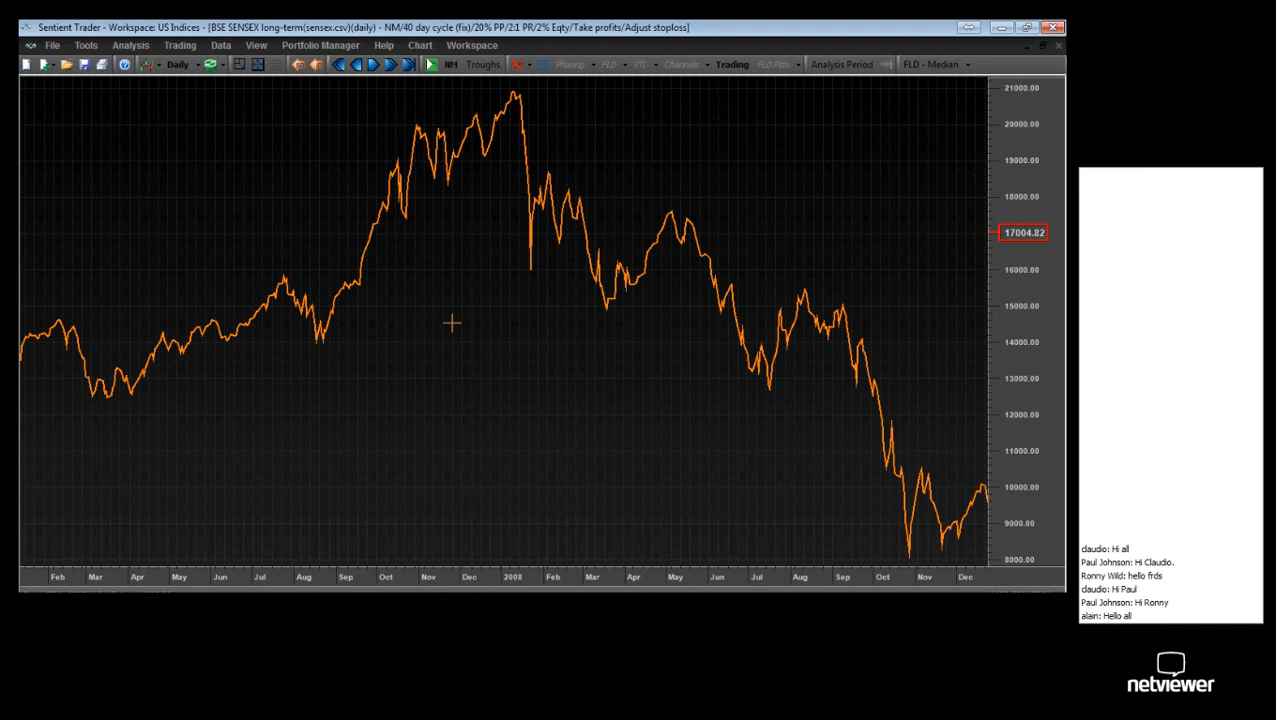 Sentient Trader - Workspace: US Indices - [BSE SENSEX long-term(sensex.csv)(daily) - NM/40 day cycle (fix)/20% PP/2:1 PR/2% Eqty/Take profits/Adjust stoploss]
File Tools Analysis Trading Data View Portfolio Manager Help Chart Workspace
Daily NM Troughs Phasing FLD VTL Channels Trading FLD Pttn Analysis Period FLD - Median
21000.00
20000.00
19000.00
18000.00
17004.82
16000.00
15000.00
14000.00
13000.00
12000.00
11000.00
10000.00
9000.00
8000.00
Feb Mar Apr May Jun Jul Aug Sep Oct Nov Dec 2008 Feb Mar Apr May Jun Jul Aug Sep Oct Nov Dec
claudio: Hi all
Paul Johnson: Hi Claudio.
Ronny Wild: hello frds
claudio: Hi Paul
Paul Johnson: Hi Ronny
alain: Hello all
netviewer